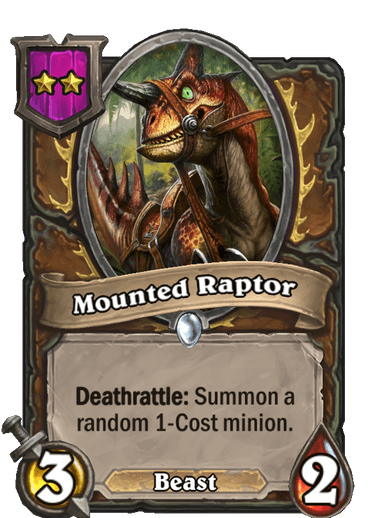 Mounted Raptor
Deathrattle: Summon a
random 1-Cost minion.
3
Beast
2